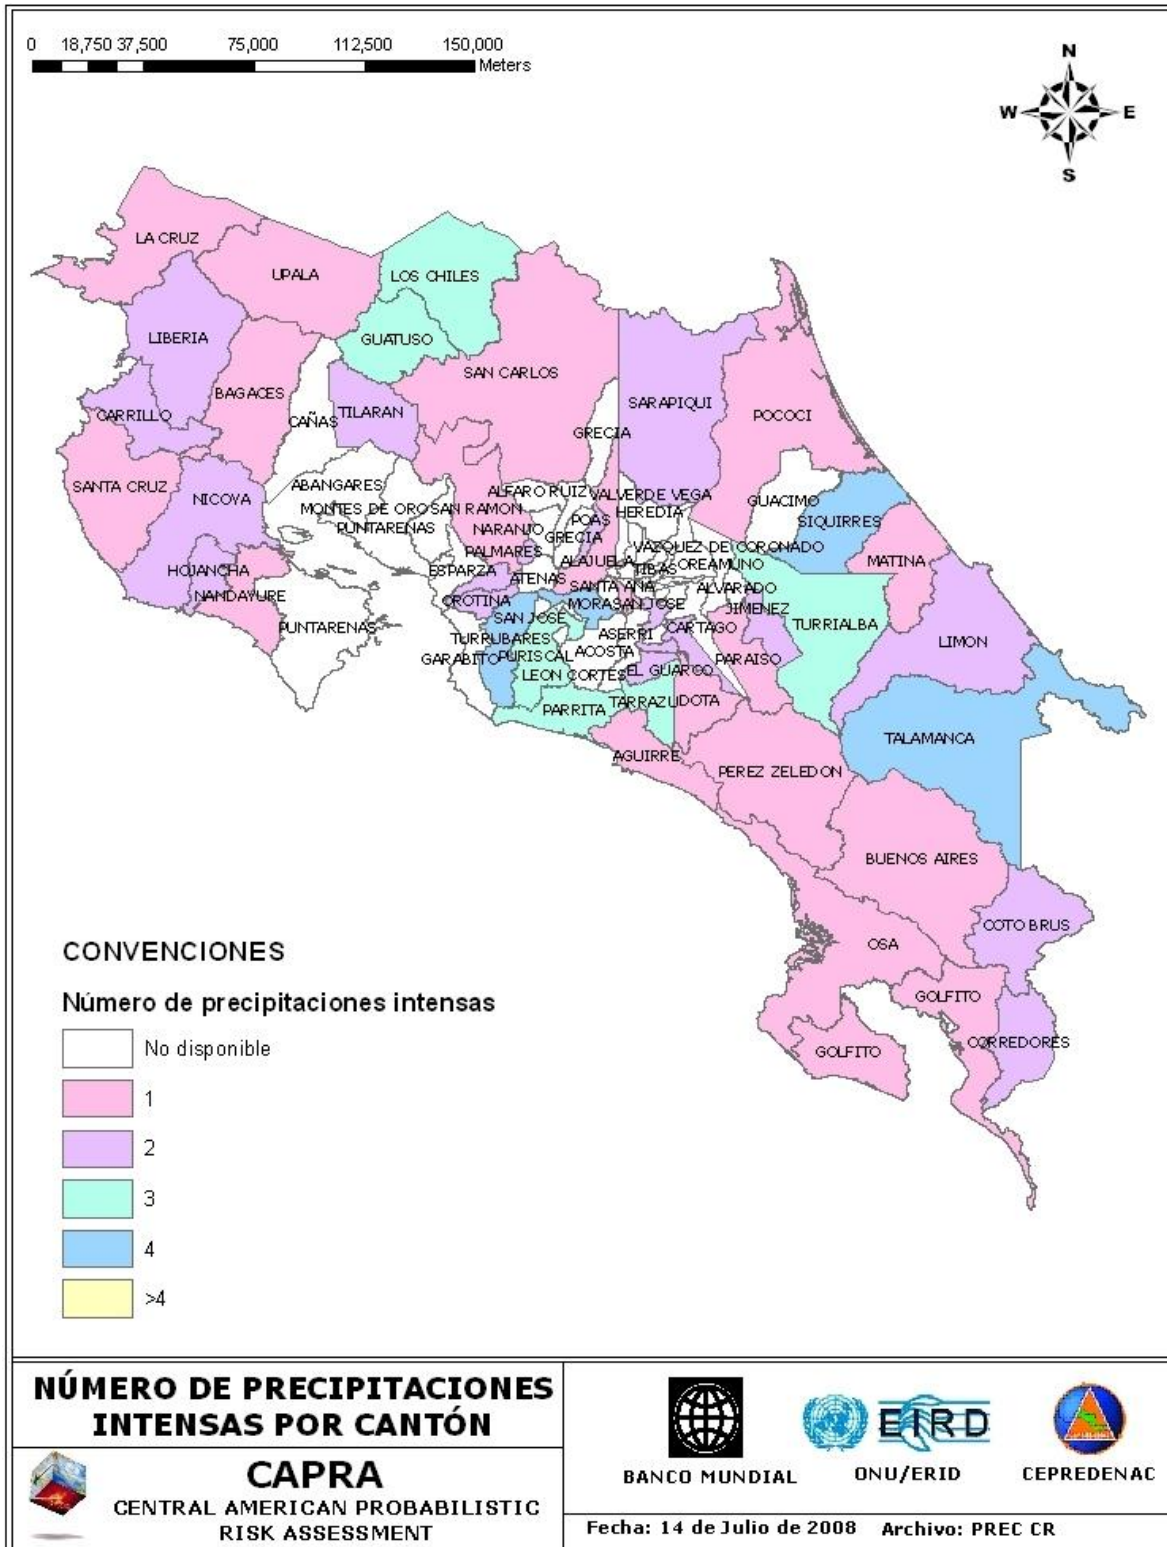 0 18,750 37,500 75,000 112,500 150,000
Meters
N
W E
S
LA CRUZ
UPALA
LOS CHILES
LIBERIA
GUATUSO
SAN CARLOS
BAGACES
SARAPIQUI
CARRILLO
CAÑAS
TILARAN
POCOCI
GRECIA
SANTA CRUZ
NICOYA
ABANGARES
ALFARO RUIZ
VALVERDE VEGA
GUACIMO
MONTES DE ORO
SAN RAMON
HEREDIA
SIQUIRRES
PUNTARENAS
NARANJO
POAS
GRECIA
VAZQUEZ DE CORONADO
PALMARES
ALAJUELA
TIBAS
OREAMUNO
MATINA
HOJANCHA
ESPARZA
ATENAS
SANTA ANA
ALVARADO
NANDAYURE
OROTINA
MORA
SAN JOSE
JIMENEZ
SAN JOSE
TURRIALBA
PUNTARENAS
TURRUBARES
ASERRI
CARTAGO
LIMON
GARABITO
PURISCAL
ACOSTA
PARAISO
LEON CORTES
EL GUARCO
PARRITA
TARRAZU
DOTA
TALAMANCA
AGUIRRE
PEREZ ZELEDON
BUENOS AIRES
COTO BRUS
OSA
GOLFITO
CORREDORES
GOLFITO
CONVENCIONES
Número de precipitaciones intensas
No disponible
1
2
3
4
>4
NÚMERO DE PRECIPITACIONES
INTENSAS POR CANTÓN
CAPRA
CENTRAL AMERICAN PROBABILISTIC
RISK ASSESSMENT
BANCO MUNDIAL
EIRD
ONU/ERID
CEPREDENAC
Fecha: 14 de Julio de 2008 Archivo: PREC CR